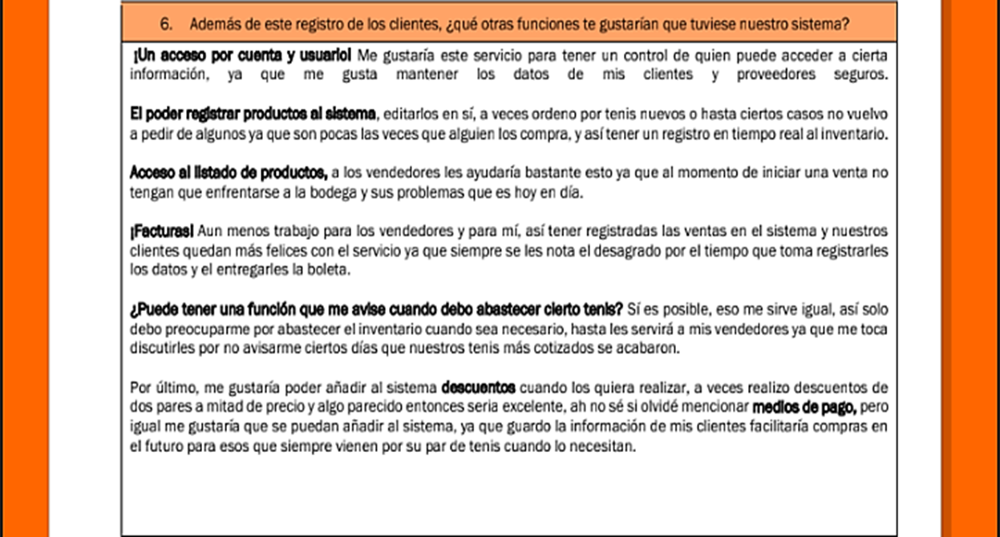 6. Además de este registro de los clientes, ¿qué otras funciones te gustarían que tuviese nuestro sistema?
¡Un acceso por cuenta y usuario! Me gustaría este servicio para tener un control de quien puede acceder a cierta
información, ya que me gusta mantener los datos de mis clientes y proveedores seguros.
El poder registrar productos al sistema, editarlos en sí, a veces ordeno por tenis nuevos o hasta ciertos casos no vuelvo
a pedir de algunos ya que son pocas las veces que alguien los compra, y así tener un registro en tiempo real al inventario.
Acceso al listado de productos, a los vendedores les ayudaría bastante esto ya que al momento de iniciar una venta no
tengan que enfrentarse a la bodega y sus problemas que es hoy en día.
¡Facturas! Aun menos trabajo para los vendedores y para mí, así tener registradas las ventas en el sistema y nuestros
clientes quedan más felices con el servicio ya que siempre se les nota el desagrado por el tiempo que toma registrarles
los datos y el entregarles la boleta.
¿Puede tener una función que me avise cuando debo abastecer cierto tenis? Sí es posible, eso me sirve igual, así solo
debo preocuparme por abastecer el inventario cuando sea necesario, hasta les servirá a mis vendedores ya que me toca
discutirles por no avisarme ciertos días que nuestros tenis más cotizados se acabaron.
Por último, me gustaría poder añadir al sistema descuentos cuando los quiera realizar, a veces realizo descuentos de
dos pares a mitad de precio y algo parecido entonces seria excelente, ah no sé si olvidé mencionar medios de pago, pero
igual me gustaría que se puedan añadir al sistema, ya que guardo la información de mis clientes facilitaría compras en
el futuro para esos que siempre vienen por su par de tenis cuando lo necesitan.